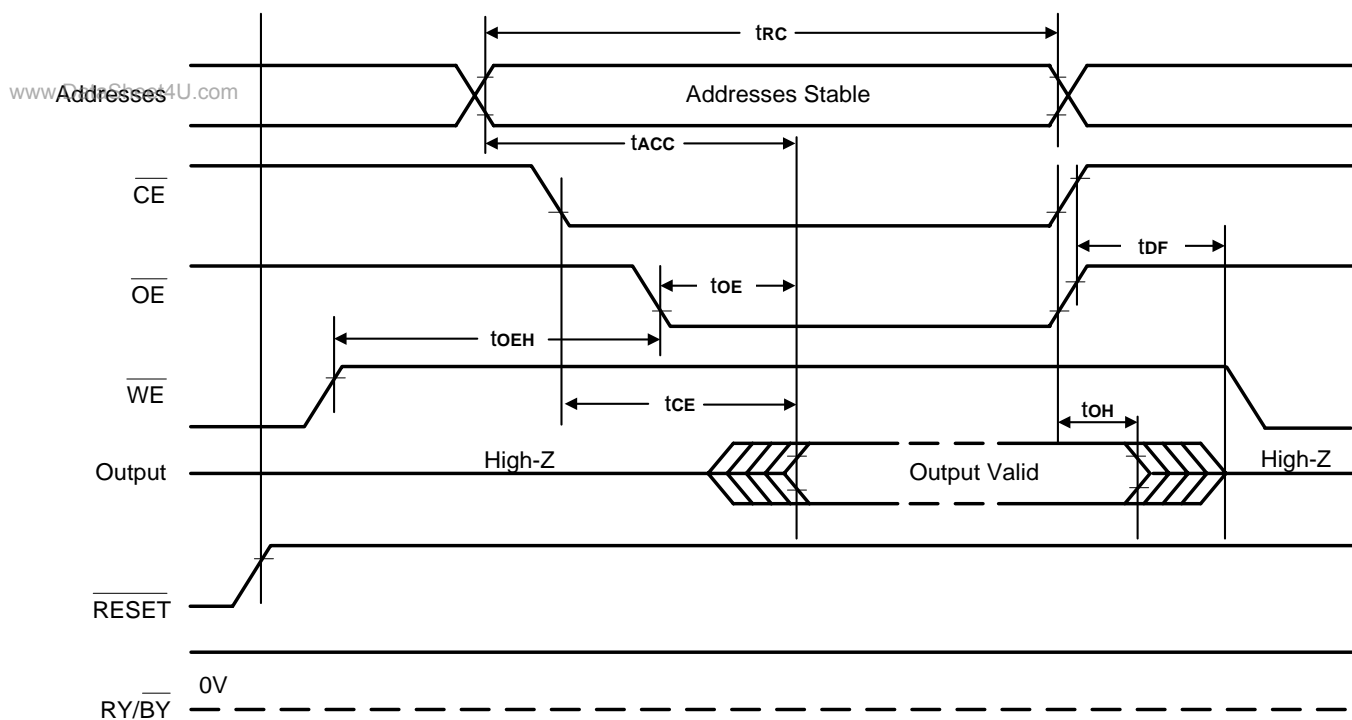 tRC
www.DataSheet4U.com
Addresses
Addresses Stable
tACC
CE
tDF
OE
tOE
tOEH
WE
tCE
tOH
Output
High-Z
Output Valid
High-Z
RESET
0V
RY/BY